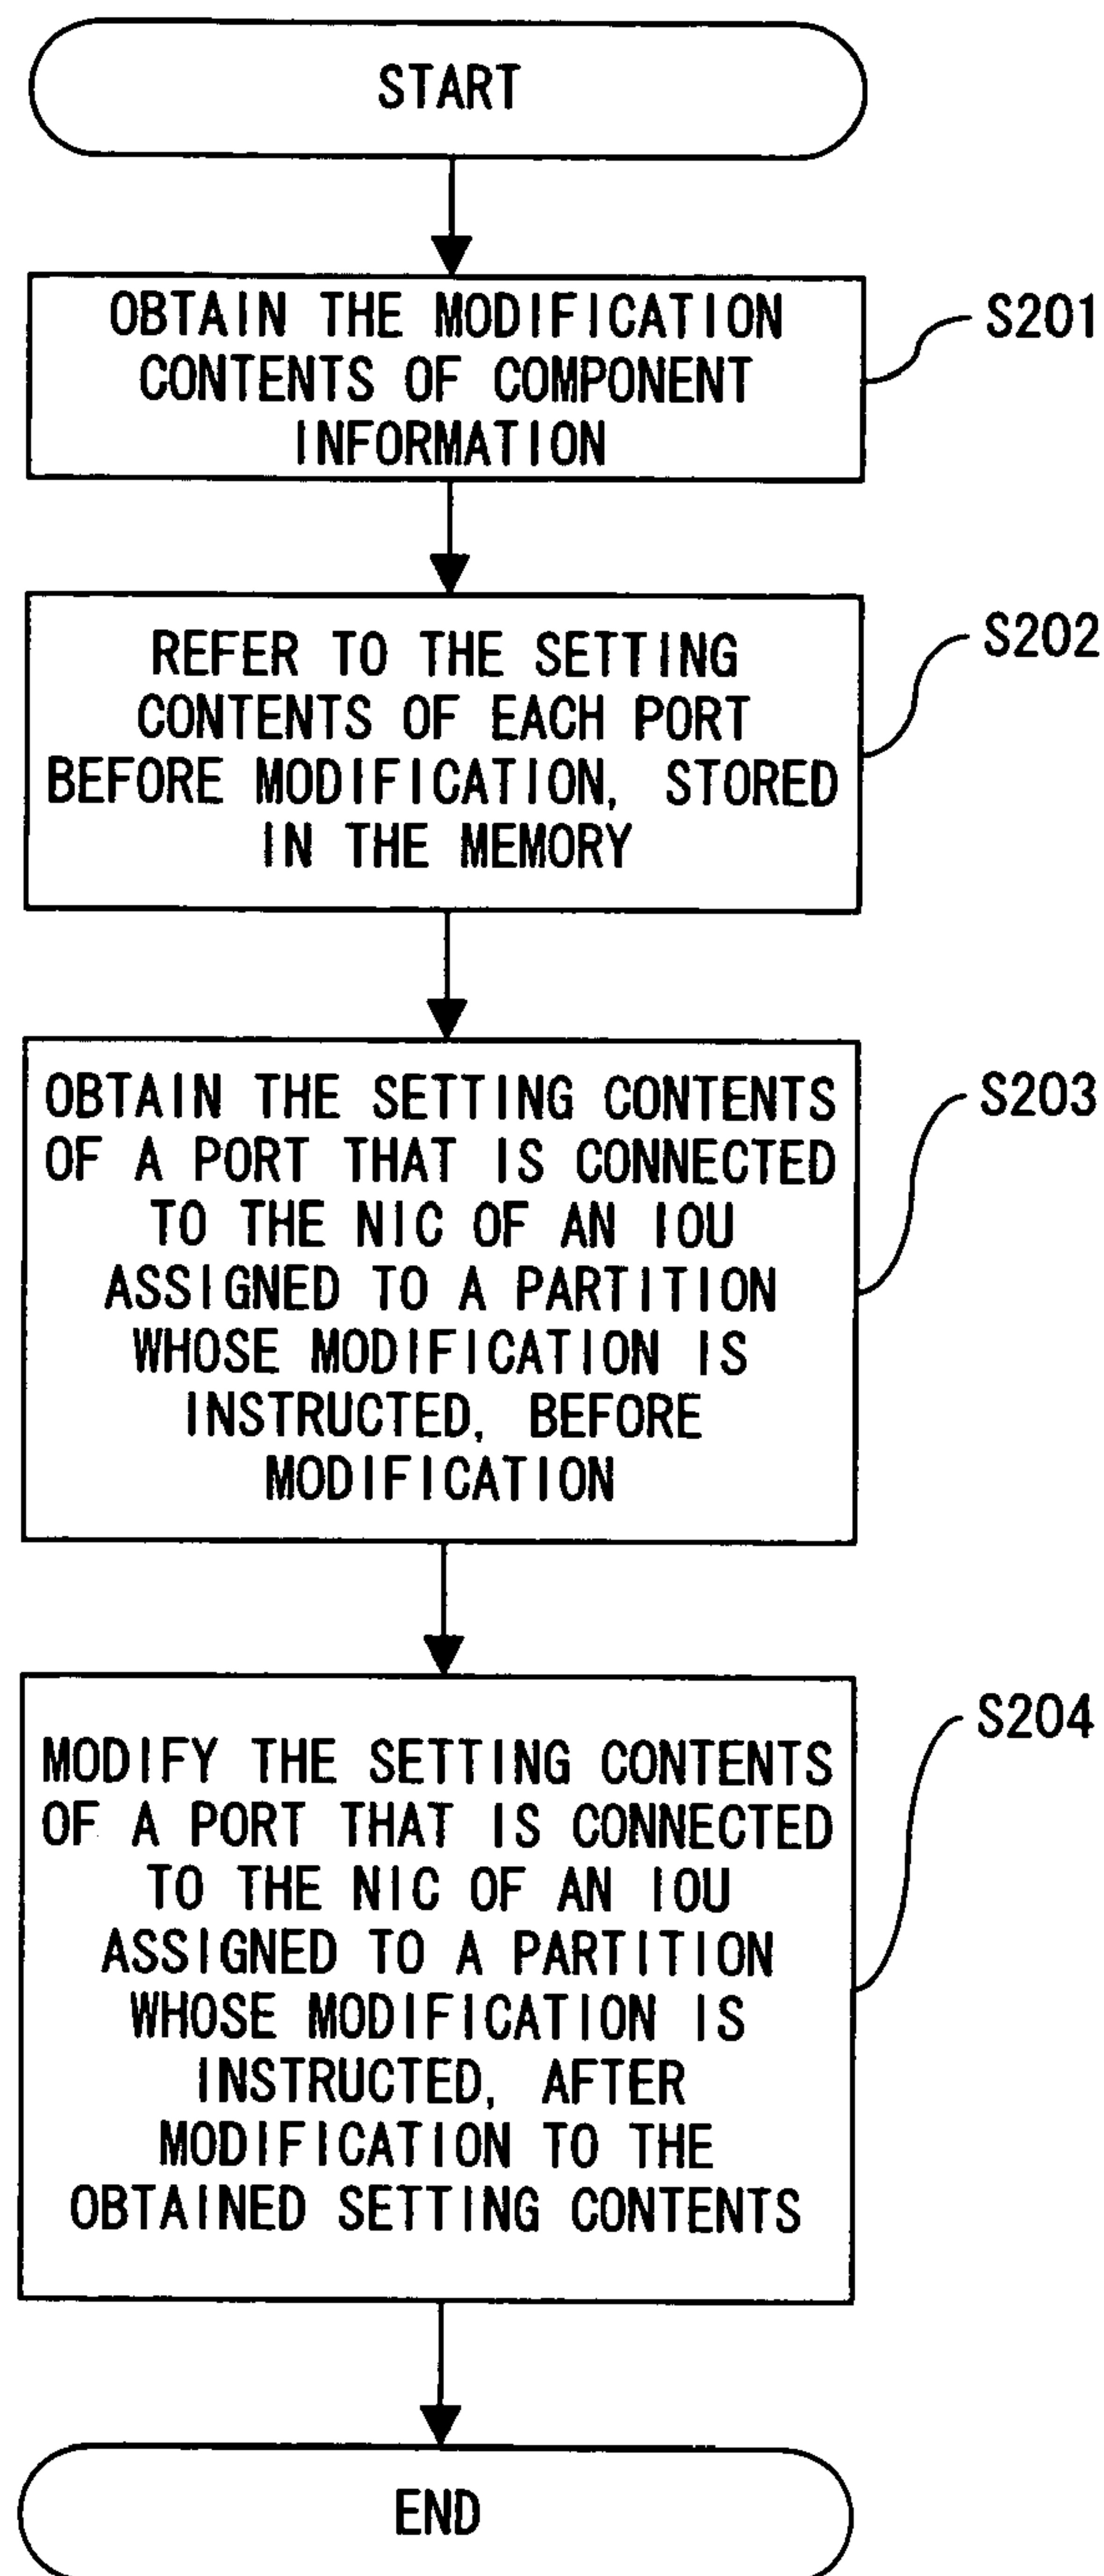 START
OBTAIN THE MODIFICATION
CONTENTS OF COMPONENT
INFORMATION
S201
REFER TO THE SETTING
CONTENTS OF EACH PORT
BEFORE MODIFICATION, STORED
IN THE MEMORY
S202
OBTAIN THE SETTING CONTENTS
OF A PORT THAT IS CONNECTED
TO THE NIC OF AN IOU
ASSIGNED TO A PARTITION
WHOSE MODIFICATION IS
INSTRUCTED, BEFORE
MODIFICATION
S203
MODIFY THE SETTING CONTENTS
OF A PORT THAT IS CONNECTED
TO THE NIC OF AN IOU
ASSIGNED TO A PARTITION
WHOSE MODIFICATION IS
INSTRUCTED, AFTER
MODIFICATION TO THE
OBTAINED SETTING CONTENTS
S204
END